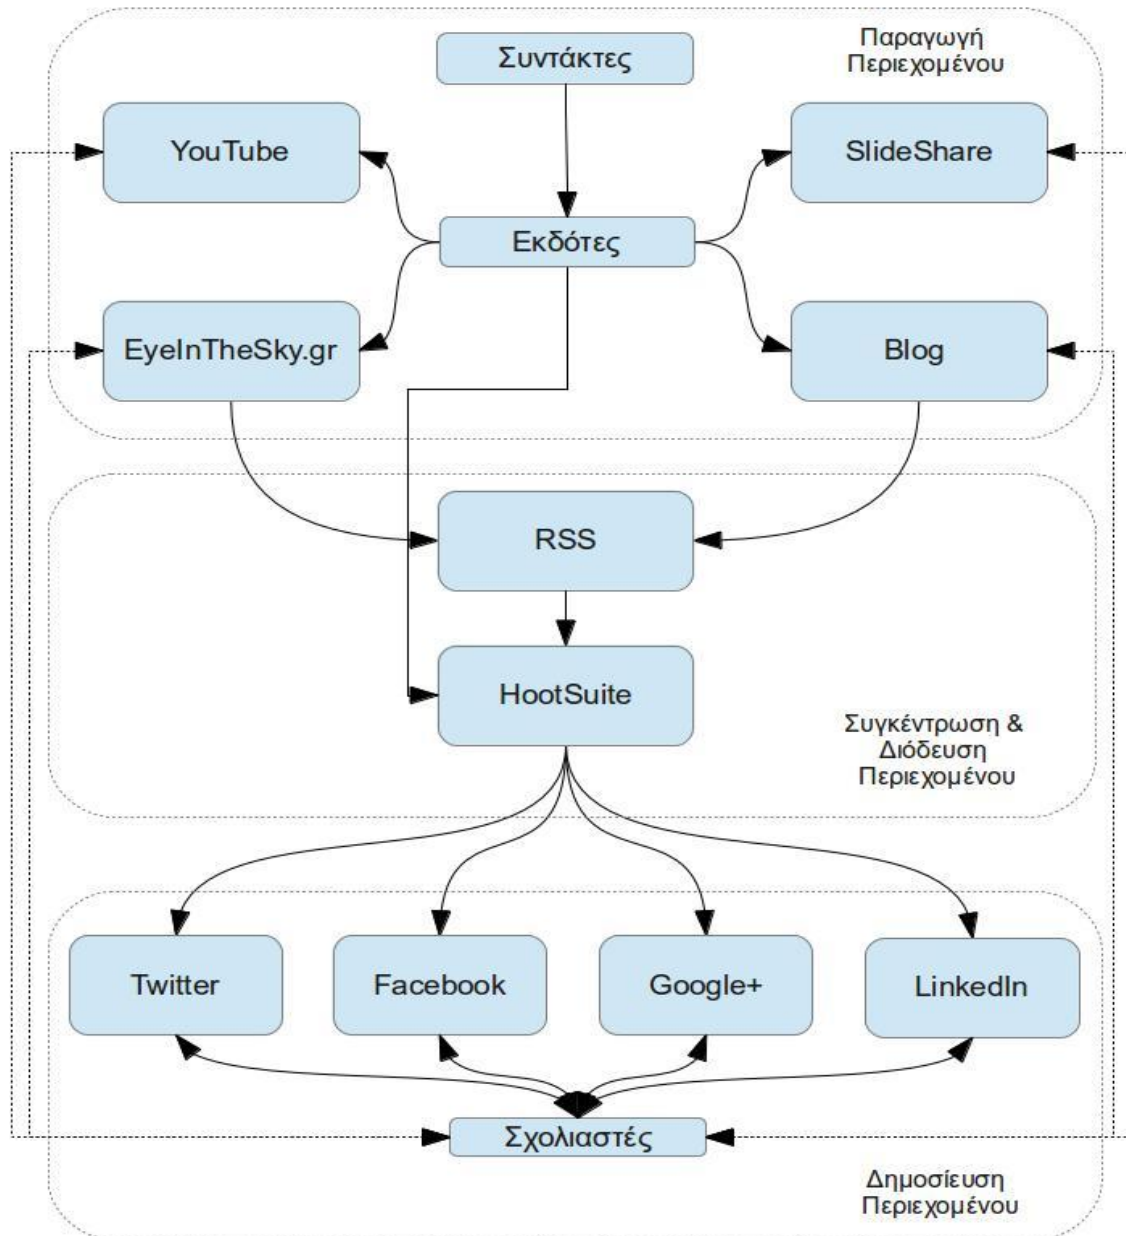 Παραγωγή
Περιεχομένου
Συντάκτες
YouTube
SlideShare
Εκδότες
EyeInTheSky.gr
Blog
RSS
HootSuite
Συγκέντρωση &
Διόδευση
Περιεχομένου
Twitter
Facebook
Google+
LinkedIn
Σχολιαστές
Δημοσίευση
Περιεχομένου